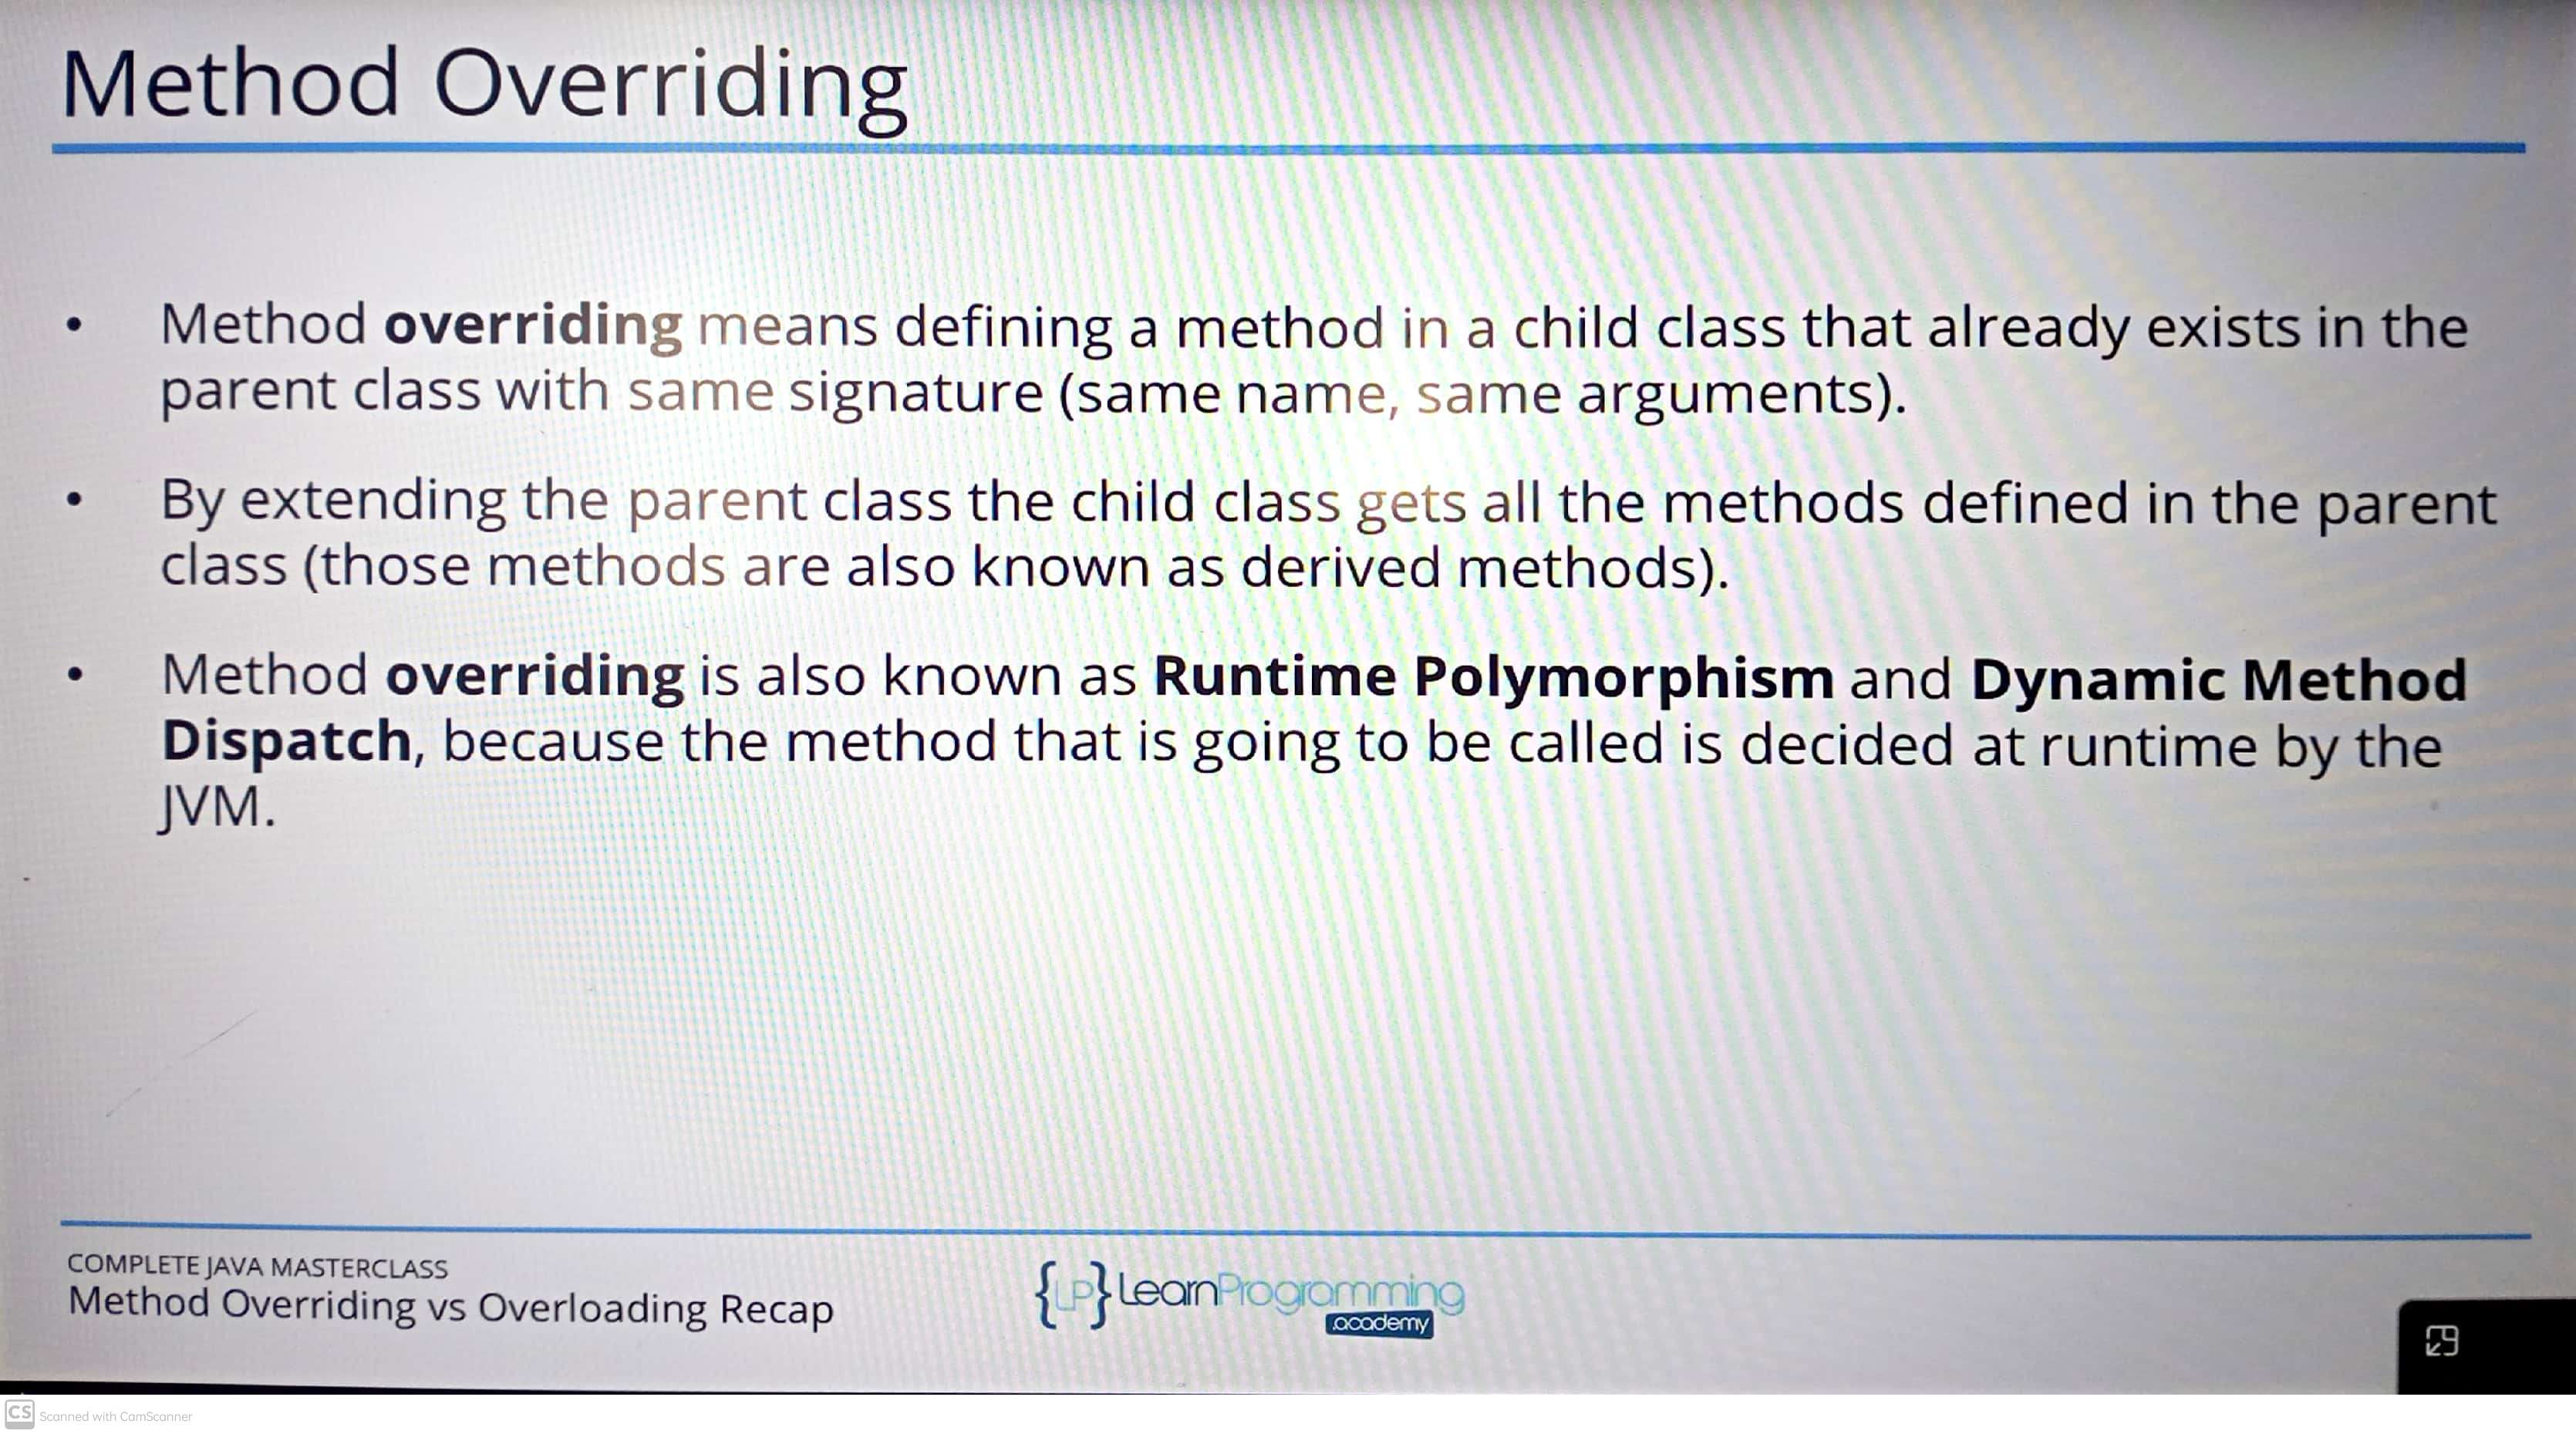 Method Overriding
• Method overriding means defining a method in a child class that already exists in the
parent class with same signature (same name, same arguments).
• By extending the parent class the child class gets all the methods defined in the parent
class (those methods are also known as derived methods).
• Method overriding is also known as Runtime Polymorphism and Dynamic Method
Dispatch, because the method that is going to be called is decided at runtime by the
JVM.
COMPLETE JAVA MASTERCLASS
Method Overriding vs Overloading Recap
{LP} LearnProgramming
.academy
CS Scanned with CamScanner